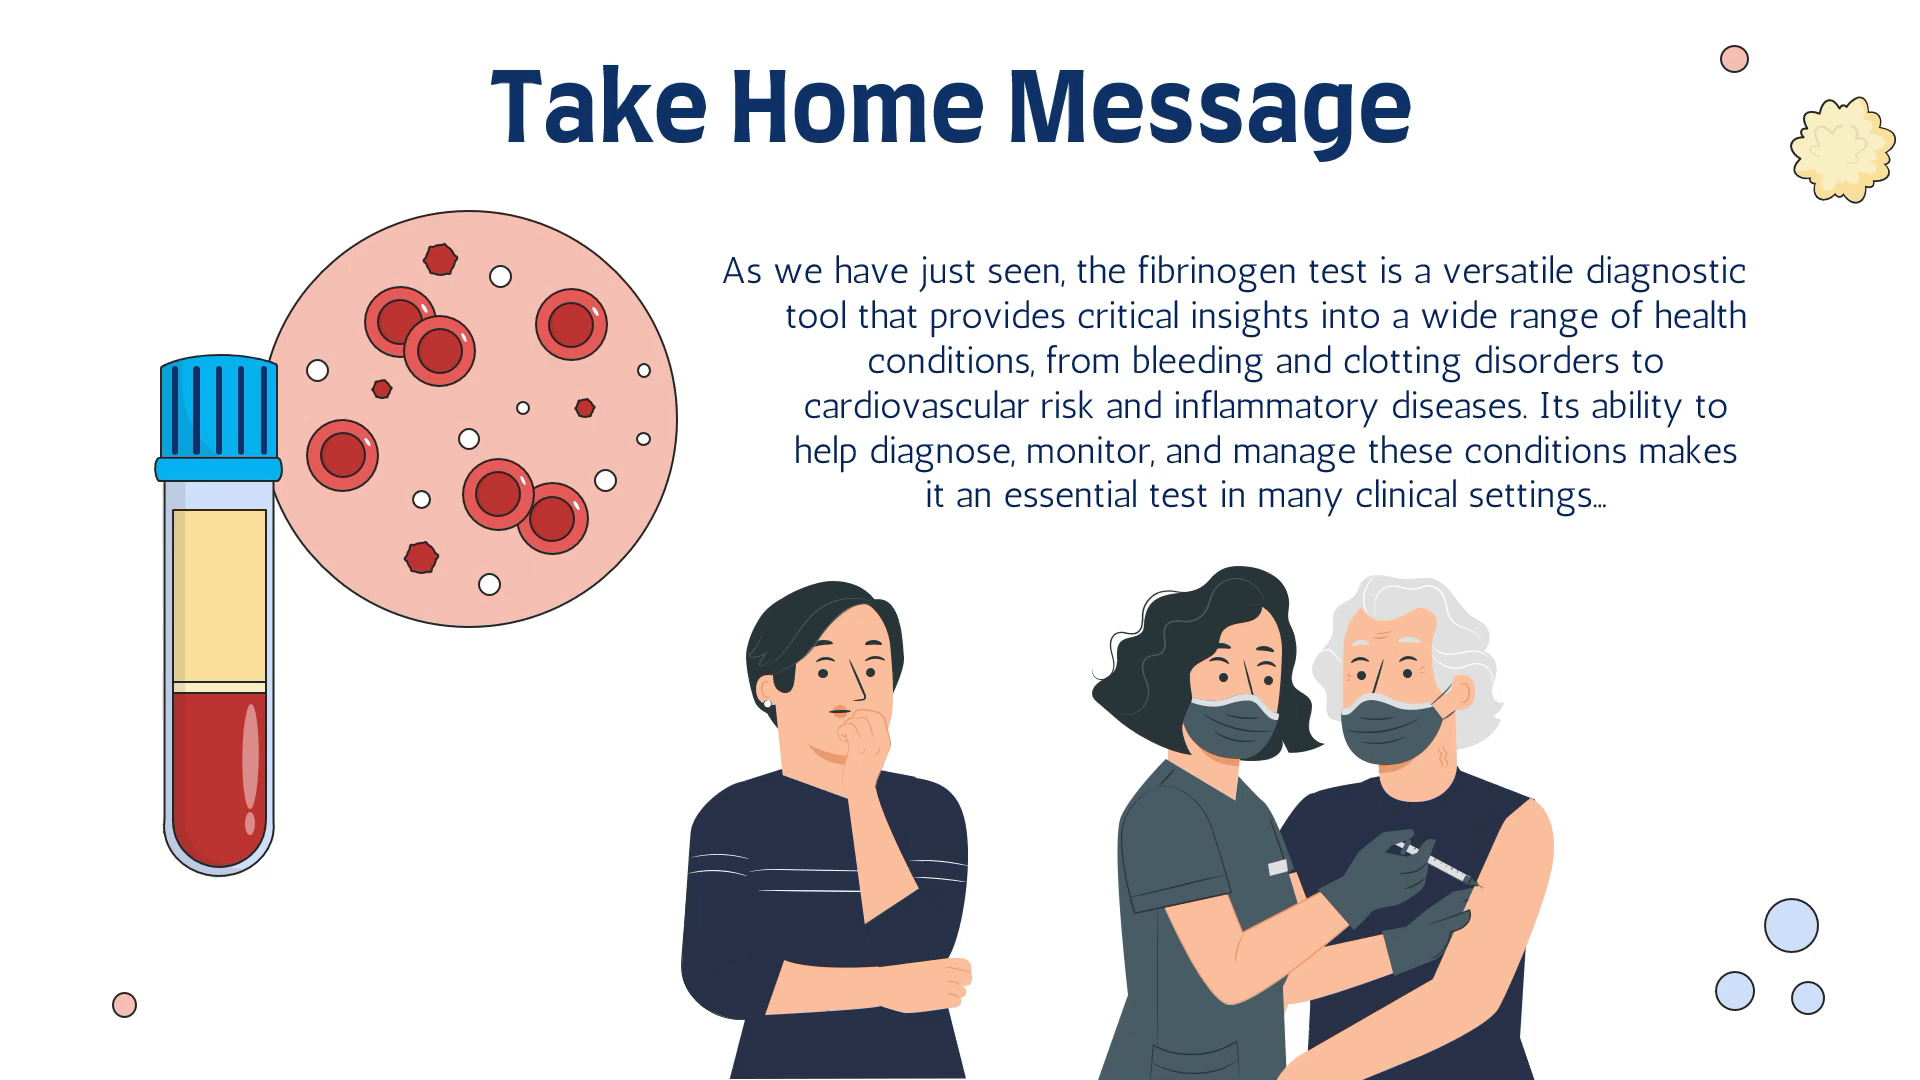 Take Home Message
As we have just seen, the fibrinogen test is a versatile diagnostic
tool that provides critical insights into a wide range of health
conditions, from bleeding and clotting disorders to
cardiovascular risk and inflammatory diseases. Its ability to
help diagnose, monitor, and manage these conditions makes
it an essential test in many clinical settings...